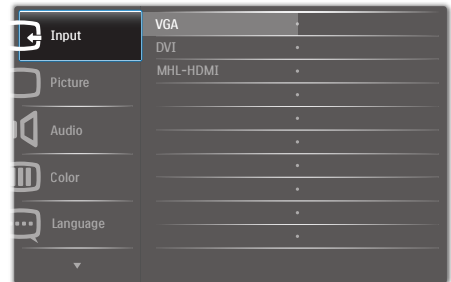 Input
Picture
Audio
Color
Language
VGA
DVI
MHL-HDMI